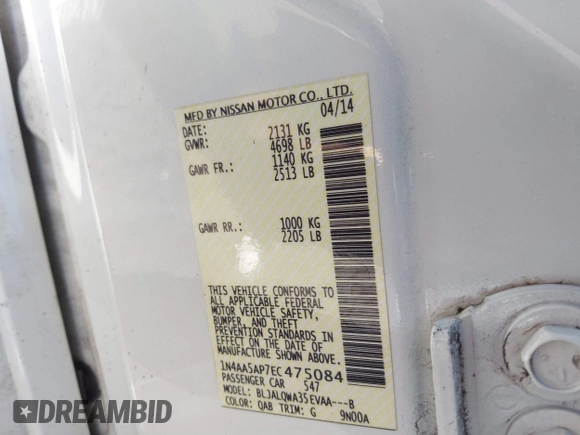 MFD BY NISSAN MOTOR CO., LTD.
DATE: 04/14
GVWR: 2131 KG
4698 LB
GAWR FR.: 1140 KG
2513 LB
GAWR RR.: 1000 KG
2205 LB
THIS VEHICLE CONFORMS TO
ALL APPLICABLE FEDERAL
MOTOR VEHICLE SAFETY,
BUMPER, AND THEFT
PREVENTION STANDARDS IN
EFFECT ON THE DATE OF
MANUFACTURE SHOWN ABOVE.
1N4AA5AP7EC475084
PASSENGER CAR 547
MODEL: BLJALQWA35EVAA---B
COLOR: QAB TRIM: G 9N00A
RIDE SAFELY